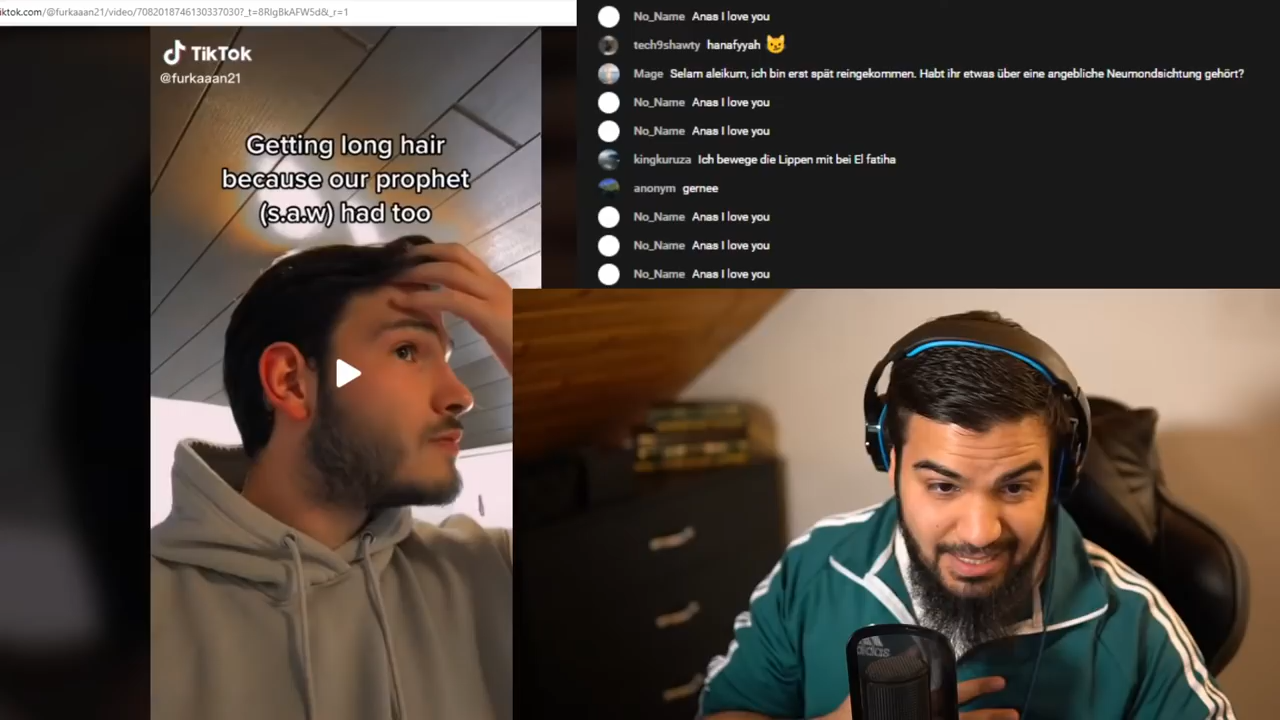 iktok.com/@furkaaan21/video/7082018746130337030?_t=8RlgBkAFW5d&_r=1
TikTok
@furkaaan21
Getting long hair
because our prophet
(s.a.w) had too
No_Name Anas I love you
tech9shawty hanafyyah 😼
Mage Selam aleikum, ich bin erst spät reingekommen. Habt ihr etwas über eine angebliche Neumondsichtung gehört?
No_Name Anas I love you
No_Name Anas I love you
kingkuruza Ich bewege die Lippen mit bei El fatiha
anonym gernee
No_Name Anas I love you
No_Name Anas I love you
No_Name Anas I love you
adidas